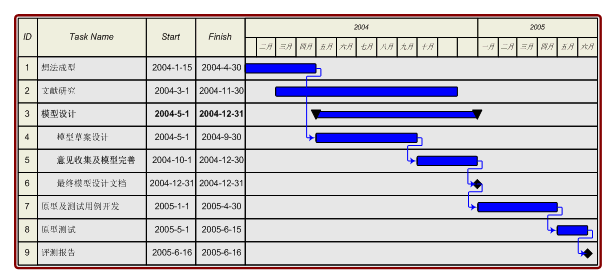 ID Task Name Start Finish 2004 2005
二月 三月 四月 五月 六月 七月 八月 九月 十月 一月 二月 三月 四月 五月 六月
1 想法成型 2004-1-15 2004-4-30
2 文献研究 2004-3-1 2004-11-30
3 模型设计 2004-5-1 2004-12-31
4 模型草案设计 2004-5-1 2004-9-30
5 意见收集及模型完善 2004-10-1 2004-12-30
6 最终模型设计文档 2004-12-31 2004-12-31
7 原型及测试用例开发 2005-1-1 2005-4-30
8 原型测试 2005-5-1 2005-6-15
9 评测报告 2005-6-16 2005-6-16